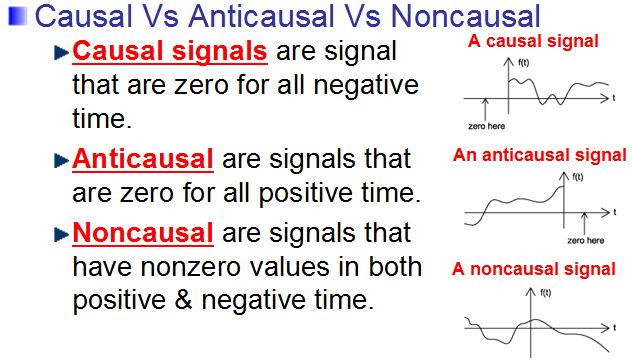 Causal Vs Anticausal Vs Noncausal
Causal signals are signal
that are zero for all negative
time.
Anticausal are signals that
are zero for all positive time.
Noncausal are signals that
have nonzero values in both
positive & negative time.
A causal signal
f(t)
t
zero here
An anticausal signal
f(t)
t
zero here
A noncausal signal
f(t)
t